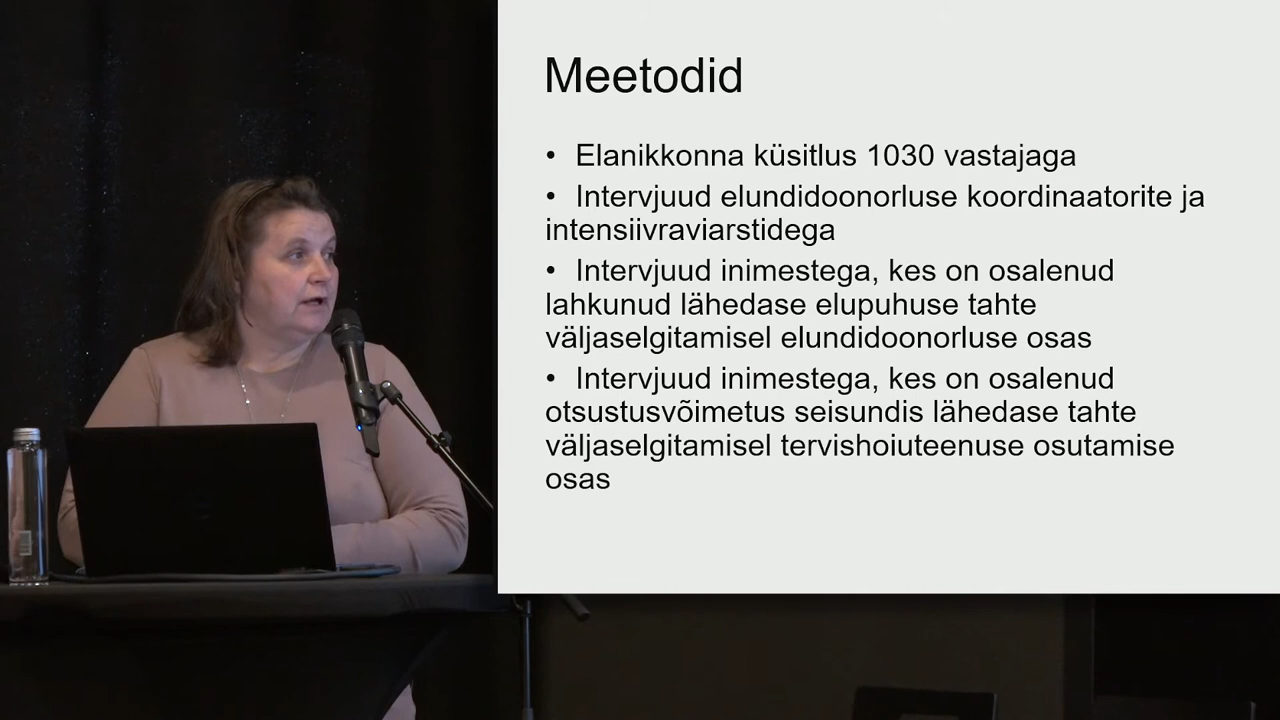 Meetodid
• Elanikkonna küsitlus 1030 vastajaga
• Intervjuud elundidoonorluse koordinaatorite ja
intensiivraviarstidega
• Intervjuud inimestega, kes on osalenud
lahkunud lähedase elupuhuse tahte
väljaselgitamisel elundidoonorluse osas
• Intervjuud inimestega, kes on osalenud
otsustusvõimetus seisundis lähedase tahte
väljaselgitamisel tervishoiuteenuse osutamise
osas